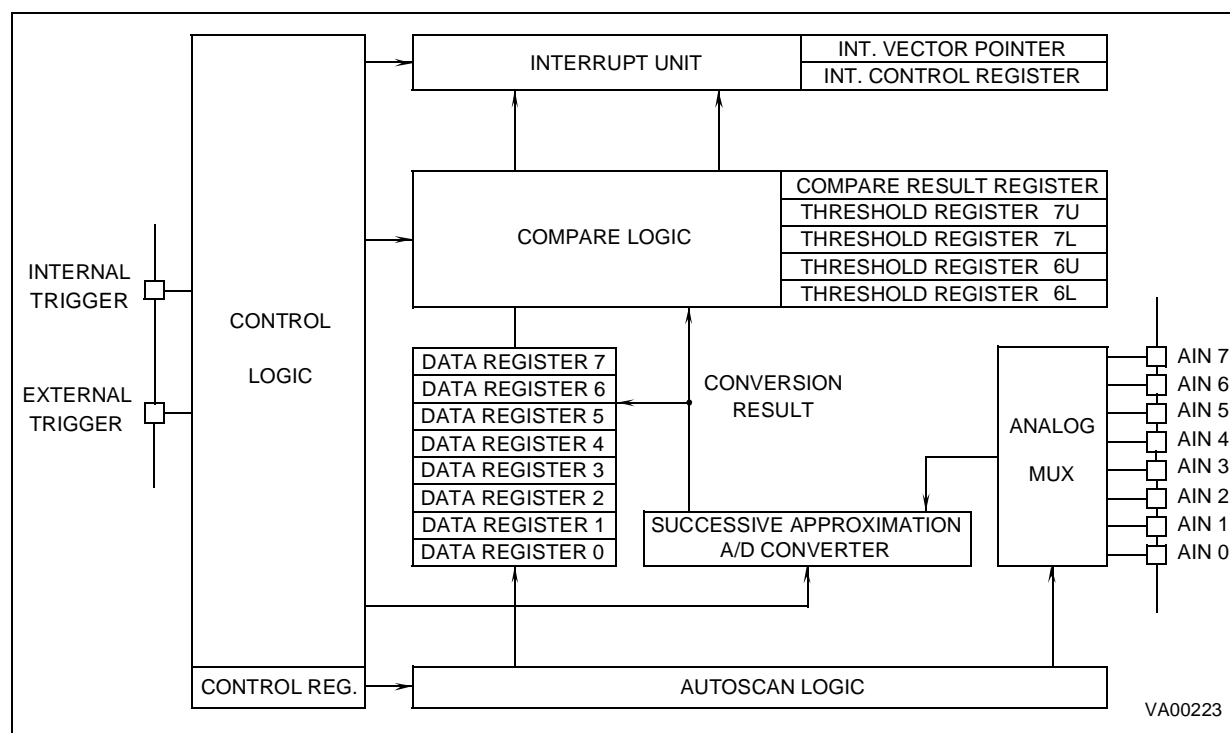 INTERRUPT UNIT
INT. VECTOR POINTER
INT. CONTROL REGISTER
COMPARE LOGIC
COMPARE RESULT REGISTER
THRESHOLD REGISTER 7U
THRESHOLD REGISTER 7L
THRESHOLD REGISTER 6U
THRESHOLD REGISTER 6L
INTERNAL
TRIGGER
EXTERNAL
TRIGGER
CONTROL
LOGIC
DATA REGISTER 7
DATA REGISTER 6
DATA REGISTER 5
DATA REGISTER 4
DATA REGISTER 3
DATA REGISTER 2
DATA REGISTER 1
DATA REGISTER 0
CONVERSION
RESULT
SUCCESSIVE APPROXIMATION
A/D CONVERTER
ANALOG
MUX
AIN 7
AIN 6
AIN 5
AIN 4
AIN 3
AIN 2
AIN 1
AIN 0
CONTROL REG.
AUTOSCAN LOGIC
VA00223